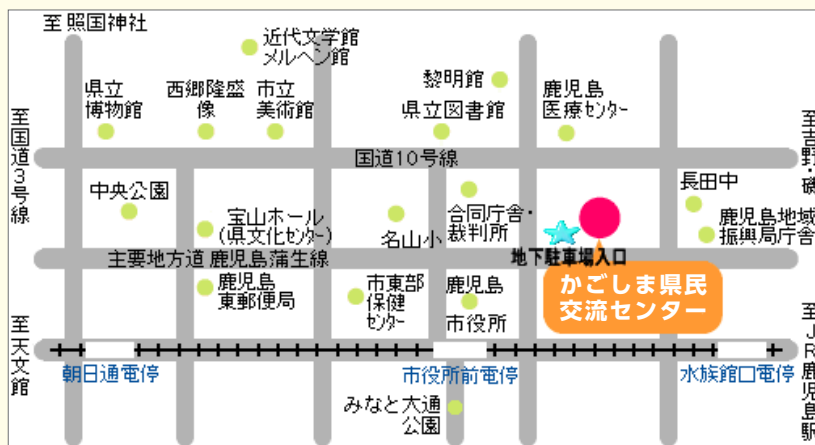 至 照国神社
近代文学館
メルヘン館
県立
博物館
西郷隆盛
像
市立
美術館
黎明館
県立図書館
鹿児島
医療センター
至国道3号線
国道10号線
至吉野・磯
中央公園
宝山ホール
(県文化センター)
名山小
合同庁舎・
裁判所
長田中
鹿児島地域
振興局庁舎
主要地方道 鹿児島蒲生線
地下駐車場入口
かごしま県民
交流センター
鹿児島
東郵便局
市東部
保健
センター
鹿児島
市役所
至天文館
至JR鹿児島駅
朝日通電停
市役所前電停
水族館口電停
みなと大通
公園